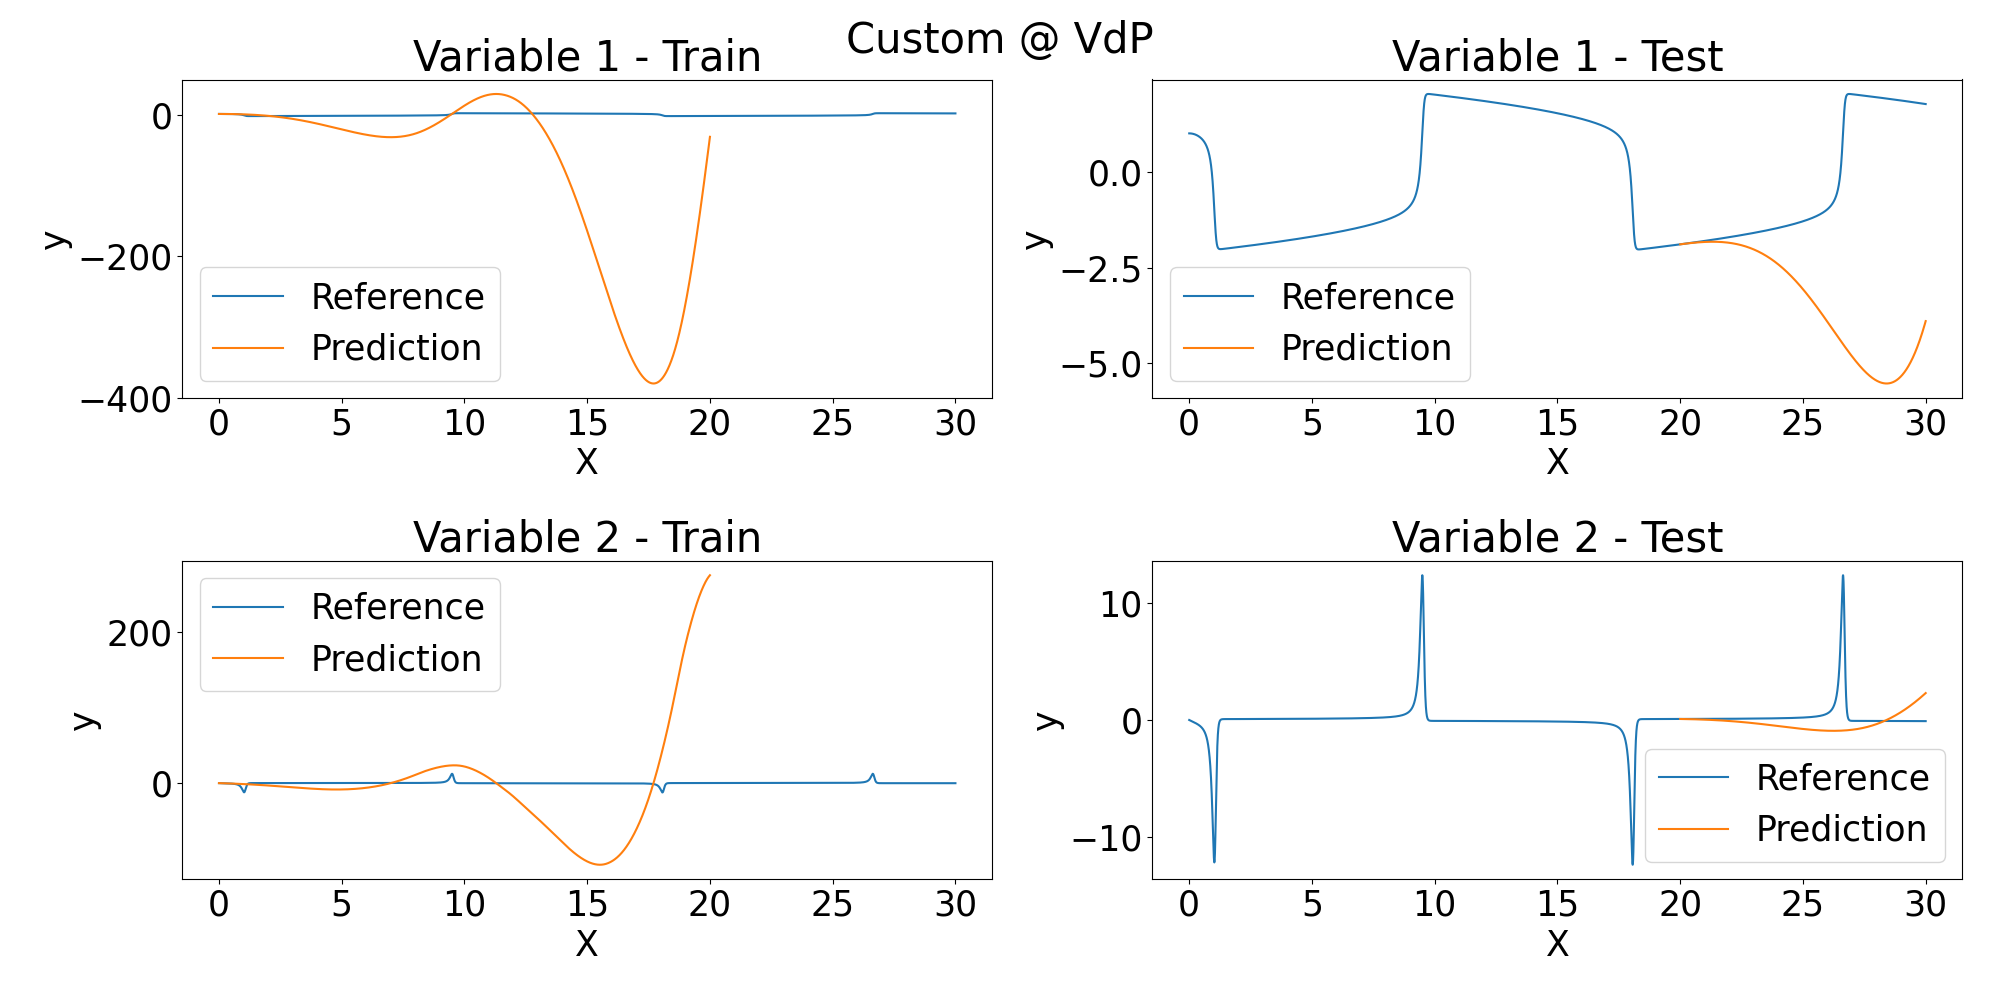 Custom @ VdP
Variable 1 - Train
0
−200
−400
y
Reference
Prediction
0 5 10 15 20 25 30
X
Variable 1 - Test
0.0
−2.5
−5.0
y
Reference
Prediction
0 5 10 15 20 25 30
X
Variable 2 - Train
200
0
y
Reference
Prediction
0 5 10 15 20 25 30
X
Variable 2 - Test
10
0
−10
y
Reference
Prediction
0 5 10 15 20 25 30
X